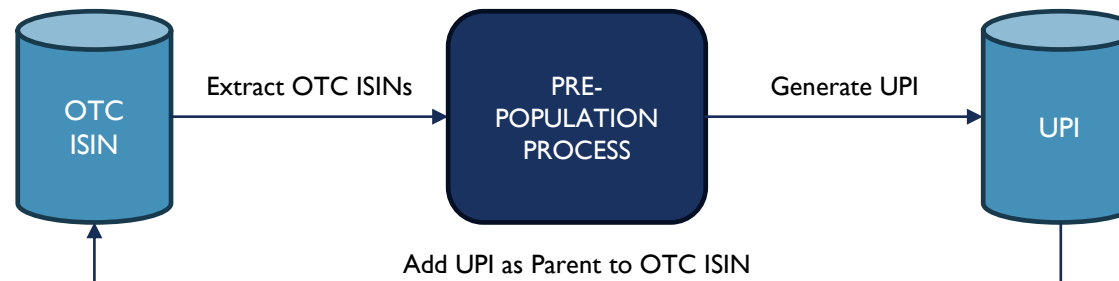 OTC
ISIN
Extract OTC ISINs
PRE-
POPULATION
PROCESS
Generate UPI
UPI
Add UPI as Parent to OTC ISIN